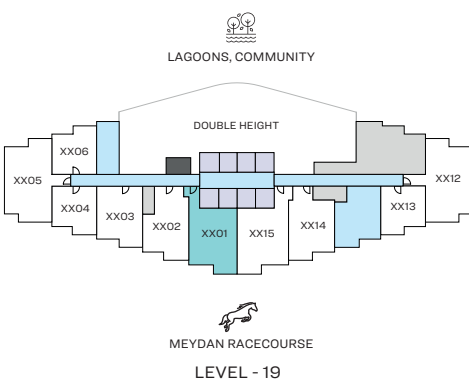 LAGOONS, COMMUNITY
DOUBLE HEIGHT
XX06
XX05
XX12
XX04
XX03
XX02
XX01
XX15
XX14
XX13
MEYDAN RACECOURSE
LEVEL - 19